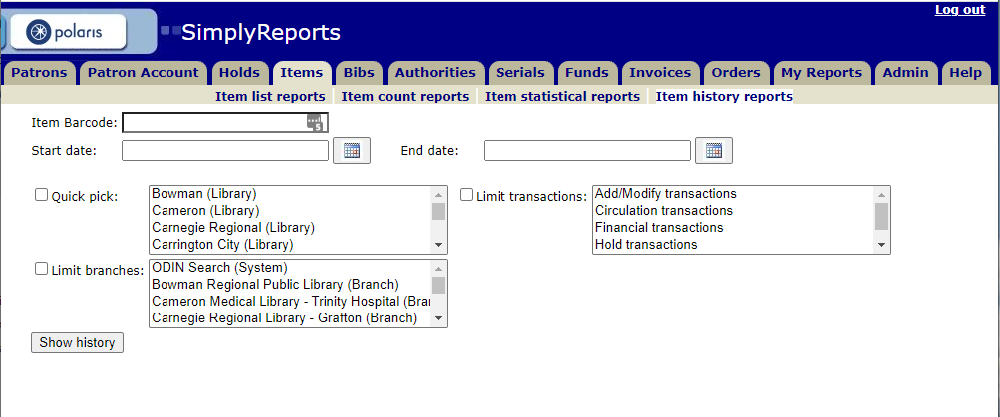 Log out
polaris
SimplyReports
Patrons Patron Account Holds Items Bibs Authorities Serials Funds Invoices Orders My Reports Admin Help
Item list reports Item count reports Item statistical reports Item history reports
Item Barcode:
Start date: End date:
Quick pick:
Bowman (Library)
Cameron (Library)
Carnegie Regional (Library)
Carrington City (Library)
Limit transactions:
Add/Modify transactions
Circulation transactions
Financial transactions
Hold transactions
Limit branches:
ODIN Search (System)
Bowman Regional Public Library (Branch)
Cameron Medical Library - Trinity Hospital (Bran
Carnegie Regional Library - Grafton (Branch)
Show history